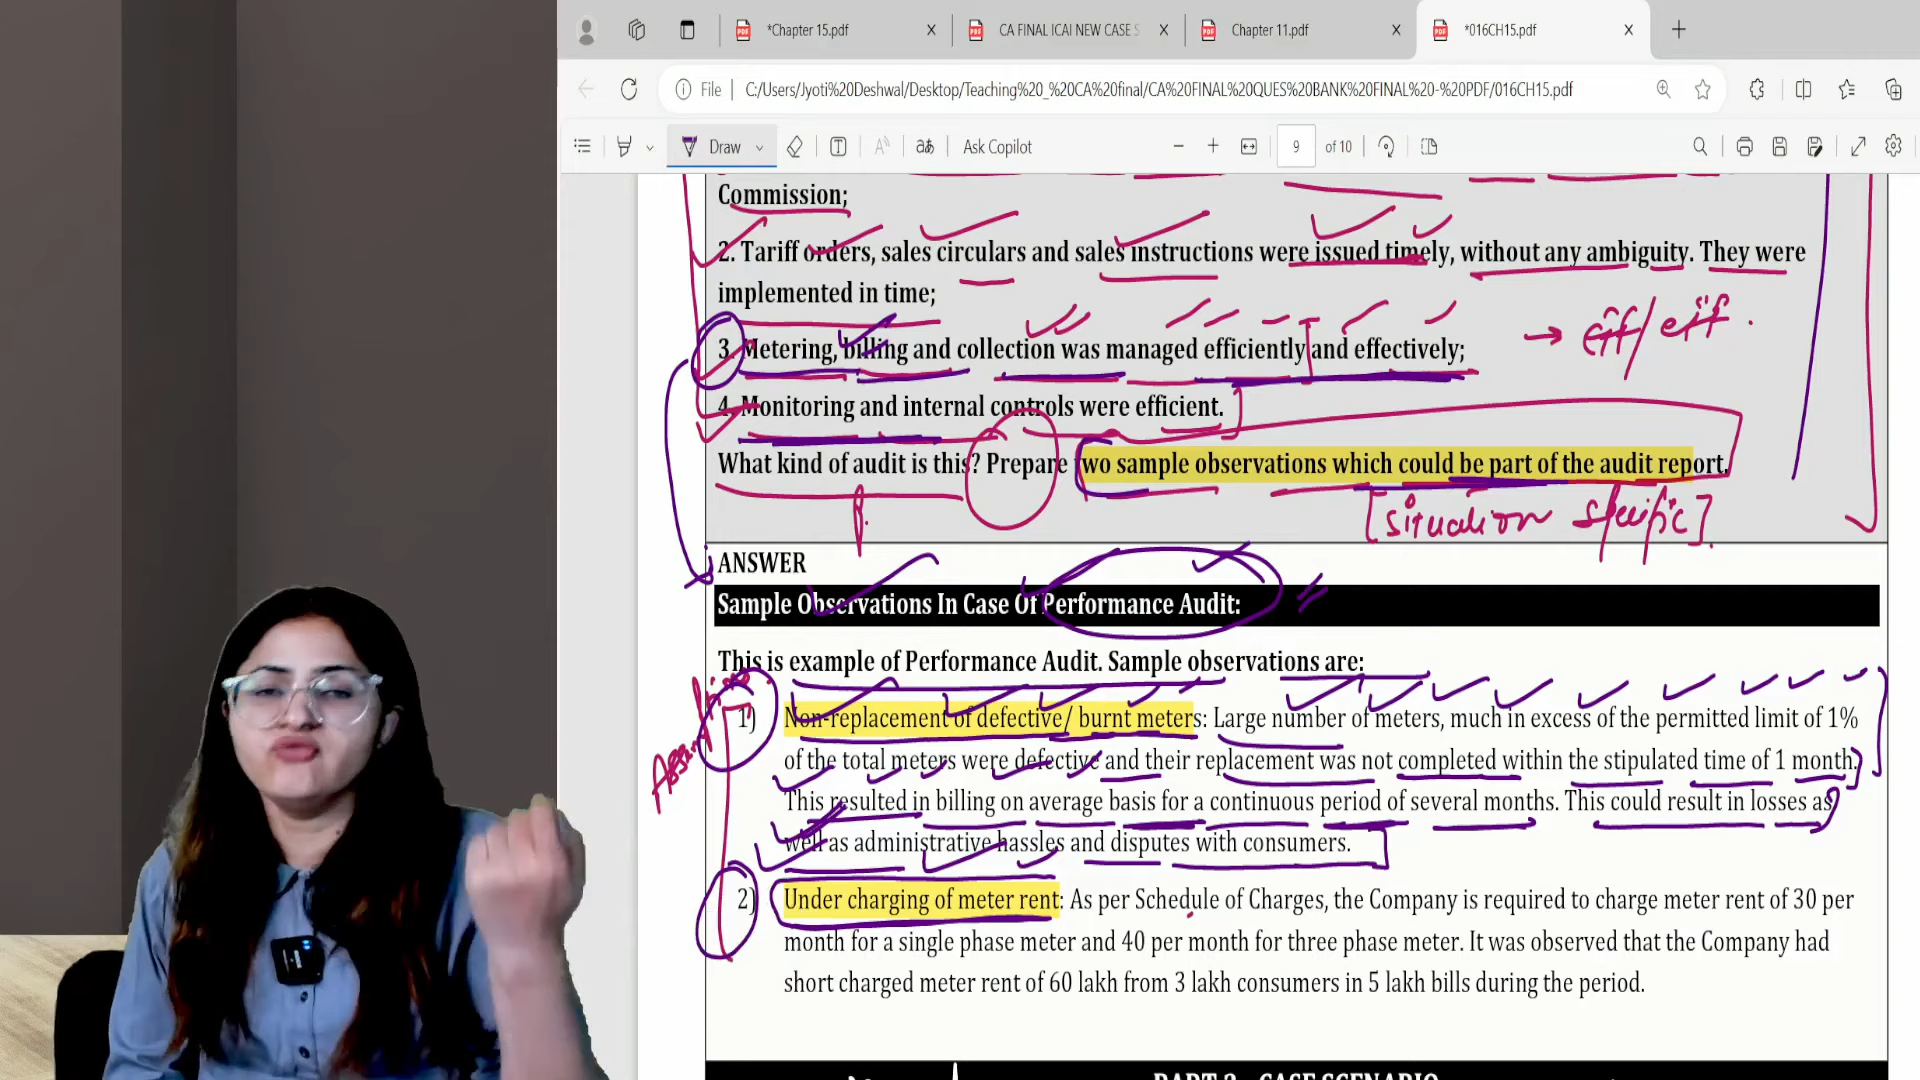 *Chapter 15.pdf
CA FINAL ICAI NEW CASE S
Chapter 11.pdf
*016CH15.pdf
File
C:/Users/Jyoti%20Deshwal/Desktop/Teaching%20_%20CA%20final/CA%20FINAL%20QUES%20BANK%20FINAL%20-%20PDF/016CH15.pdf
Draw
Ask Copilot
9 of 10
Commission;
2. Tariff orders, sales circulars and sales instructions were issued timely, without any ambiguity. They were
implemented in time;
3. Metering, billing and collection was managed efficiently and effectively;
→ eff/eff.
4. Monitoring and internal controls were efficient.
What kind of audit is this? Prepare two sample observations which could be part of the audit report.
[situation specific].
ANSWER
Sample Observations In Case Of Performance Audit:
This is example of Performance Audit. Sample observations are:
1) Non-replacement of defective/ burnt meters: Large number of meters, much in excess of the permitted limit of 1%
of the total meters were defective and their replacement was not completed within the stipulated time of 1 month.
This resulted in billing on average basis for a continuous period of several months. This could result in losses as
well as administrative hassles and disputes with consumers.
2) Under charging of meter rent: As per Schedule of Charges, the Company is required to charge meter rent of 30 per
month for a single phase meter and 40 per month for three phase meter. It was observed that the Company had
short charged meter rent of 60 lakh from 3 lakh consumers in 5 lakh bills during the period.
PART 2 - CASE SCENARIO